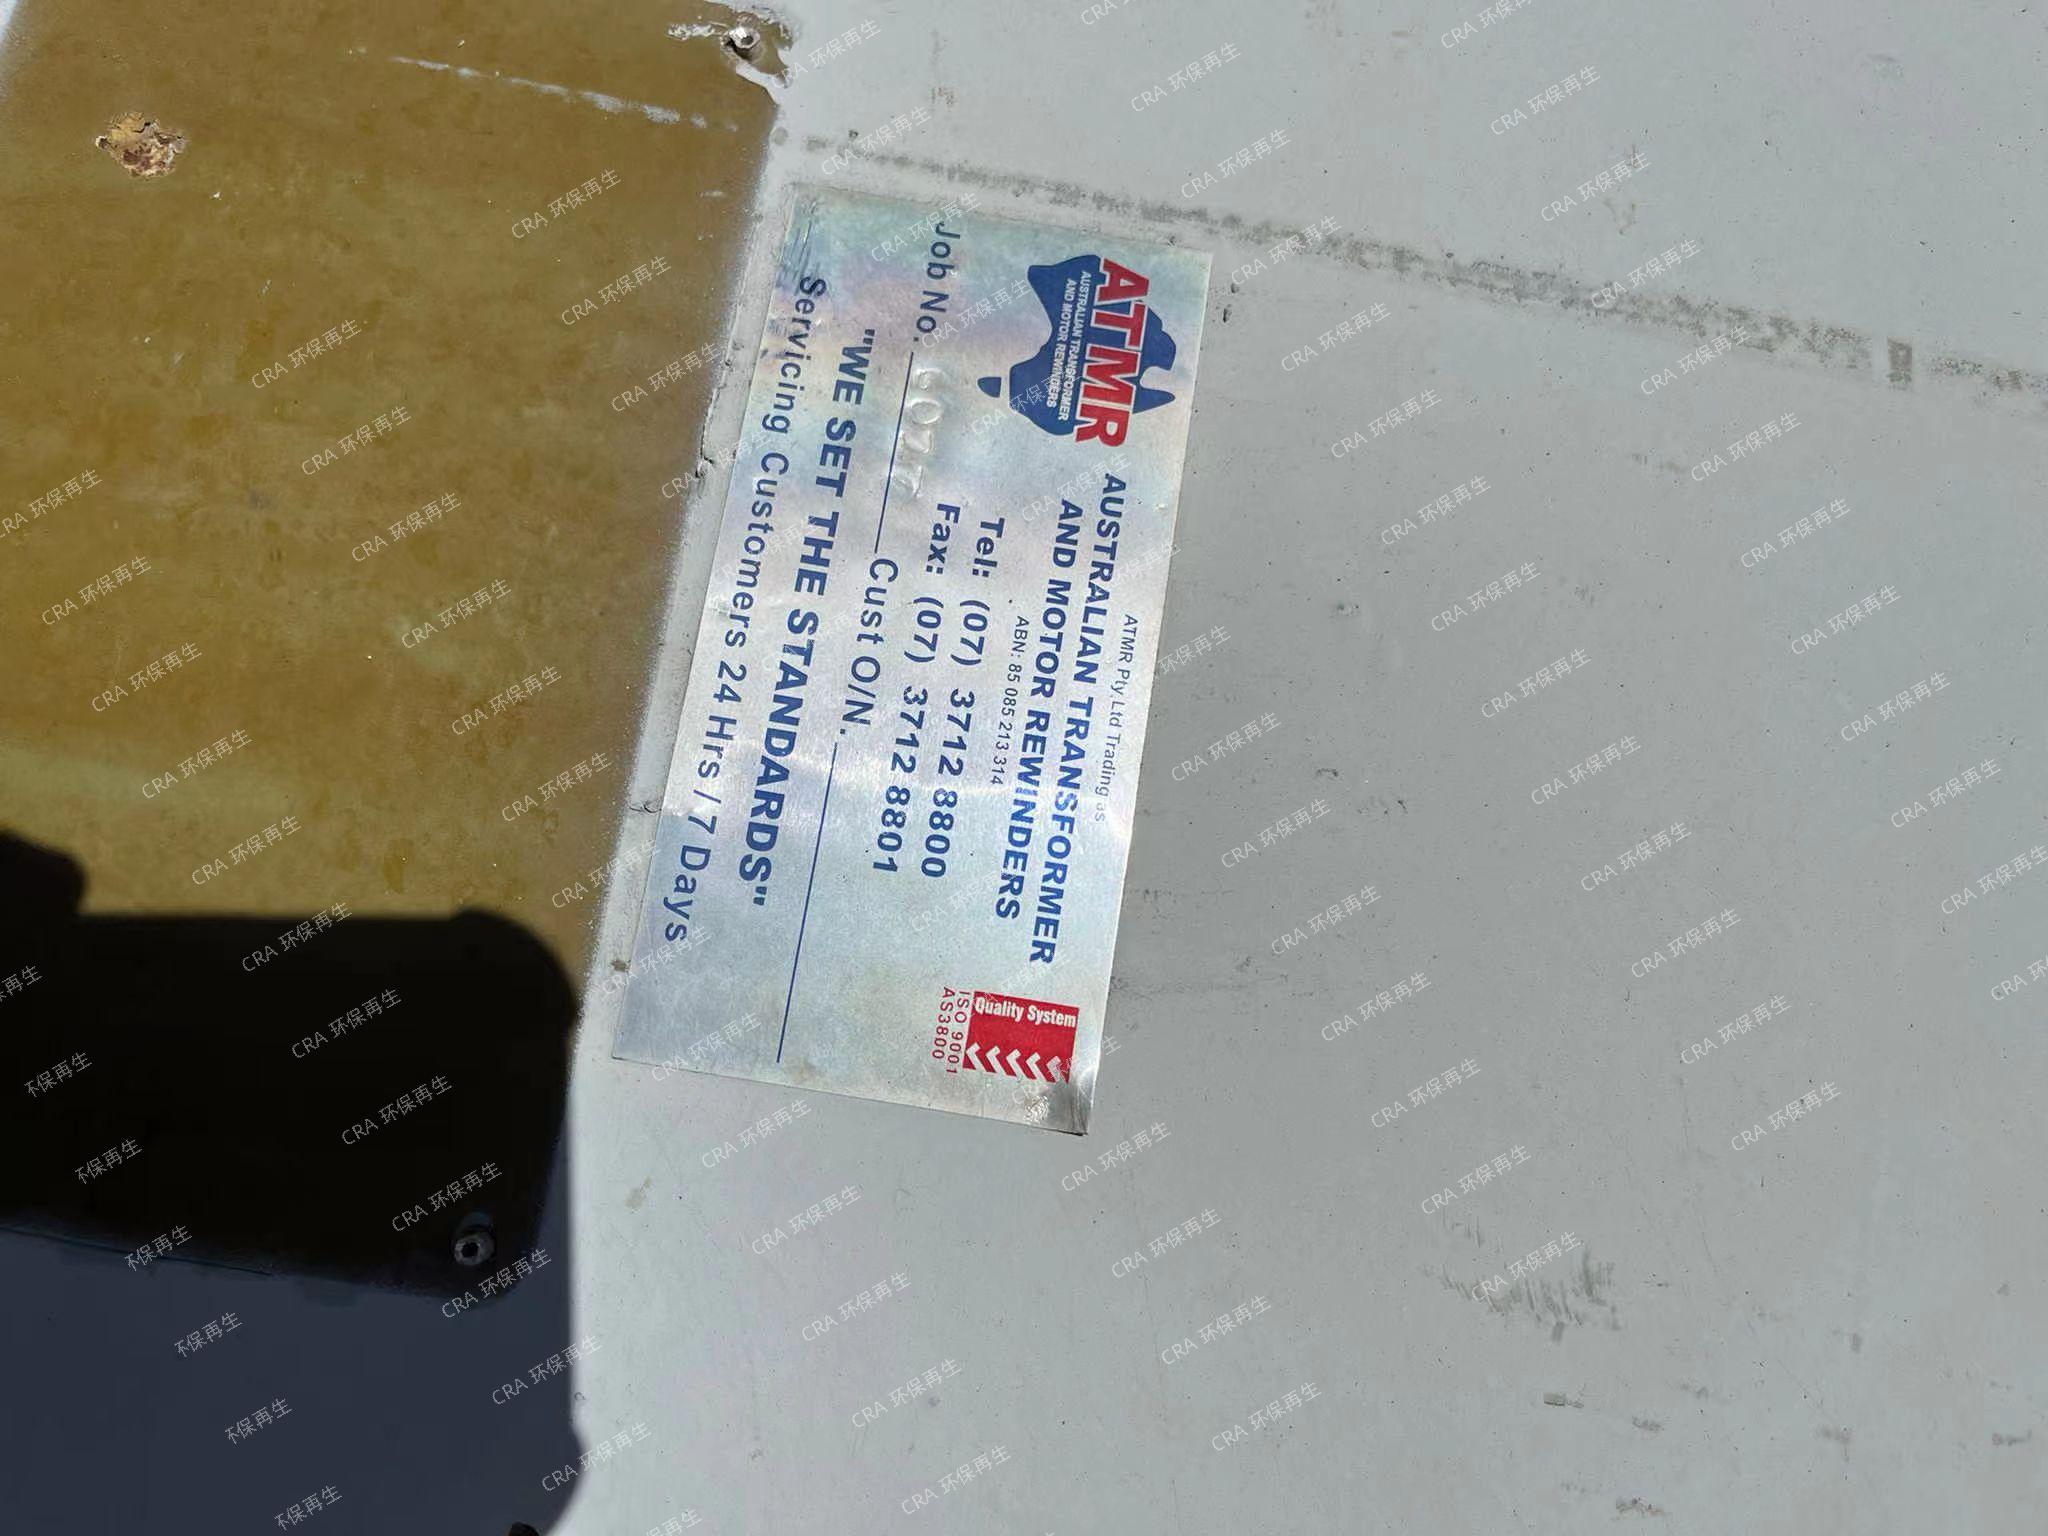 ATMR
AUSTRALIAN TRANSFORMER
AND MOTOR REWINDERS
ATMR Pty Ltd Trading as
AUSTRALIAN TRANSFORMER
AND MOTOR REWINDERS
ABN: 85 085 213 314
Tel: (07) 3712 8800
Fax: (07) 3712 8801
Quality System
ISO 9001
AS3800
Job No.
Cust O/N.
"WE SET THE STANDARDS"
Servicing Customers 24 Hrs / 7 Days
CRA 环保再生